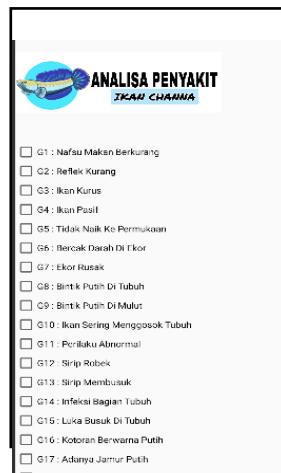 ANALISA PENYAKIT
IKAN CHANNA
G1 : Nafsu Makan Berkurang
G2 : Reflek Kurang
G3 : Ikan Kurus
G4 : Ikan Pasif
G5 : Tidak Naik Ke Permukaan
G6 : Bercak Darah Di Ekor
G7 : Ekor Rusak
G8 : Bintik Putih Di Tubuh
G9 : Bintik Putih Di Mulut
G10 : Ikan Sering Menggosok Tubuh
G11 : Perilaku Abnormal
G12 : Sirip Robek
G13 : Sirip Membusuk
G14 : Infeksi Bagian Tubuh
G15 : Luka Busuk Di Tubuh
G16 : Kotoran Berwarna Putih
G17 : Adanya Jamur Putih